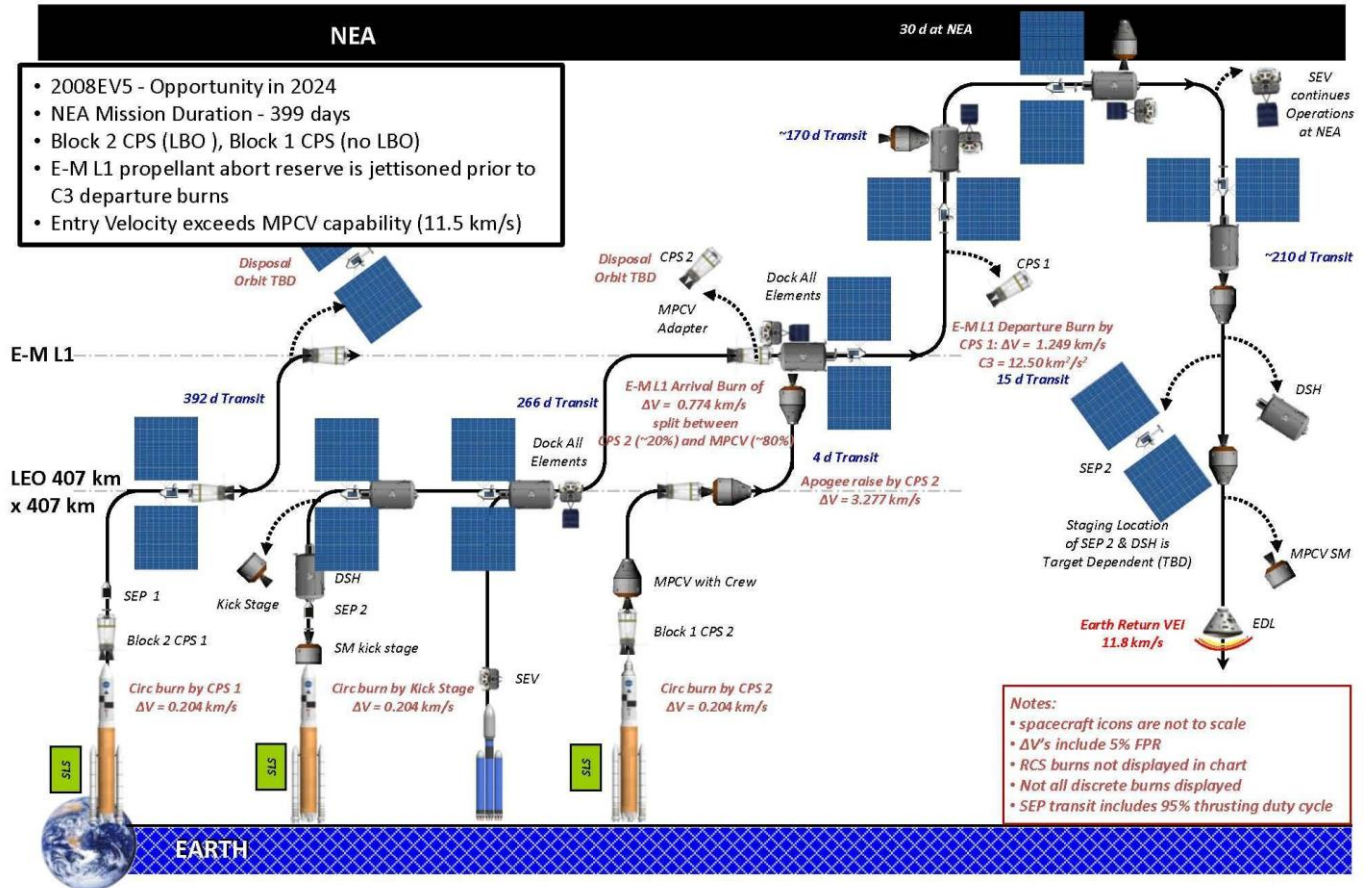 NEA
30 d at NEA
• 2008EV5 - Opportunity in 2024
• NEA Mission Duration - 399 days
• Block 2 CPS (LBO ), Block 1 CPS (no LBO)
• E-M L1 propellant abort reserve is jettisoned prior to
C3 departure burns
• Entry Velocity exceeds MPCV capability (11.5 km/s)
SEV
continues
Operations
at NEA
~170 d Transit
~210 d Transit
Disposal
Orbit TBD
Disposal
Orbit TBD
CPS 2
MPCV
Adapter
Dock All
Elements
CPS 1
E-M L1
E-M L1 Departure Burn by
CPS 1: ΔV = 1.249 km/s
C3 = 12.50 km²/s²
15 d Transit
392 d Transit
266 d Transit
E-M L1 Arrival Burn of
ΔV = 0.774 km/s
split between
CPS 2 (~20%) and MPCV (~80%)
Dock All
Elements
4 d Transit
Apogee raise by CPS 2
ΔV = 3.277 km/s
LEO 407 km
x 407 km
DSH
SEP 2
Staging Location
of SEP 2 & DSH is
Target Dependent (TBD)
MPCV SM
SEP 1
Block 2 CPS 1
Kick Stage
DSH
SEP 2
SM kick stage
SEV
MPCV with Crew
Block 1 CPS 2
Earth Return VEI
11.8 km/s
EDL
Circ burn by CPS 1
ΔV = 0.204 km/s
Circ burn by Kick Stage
ΔV = 0.204 km/s
Circ burn by CPS 2
ΔV = 0.204 km/s
SLS
SLS
SLS
Notes:
• spacecraft icons are not to scale
• ΔV's include 5% FPR
• RCS burns not displayed in chart
• Not all discrete burns displayed
• SEP transit includes 95% thrusting duty cycle
EARTH